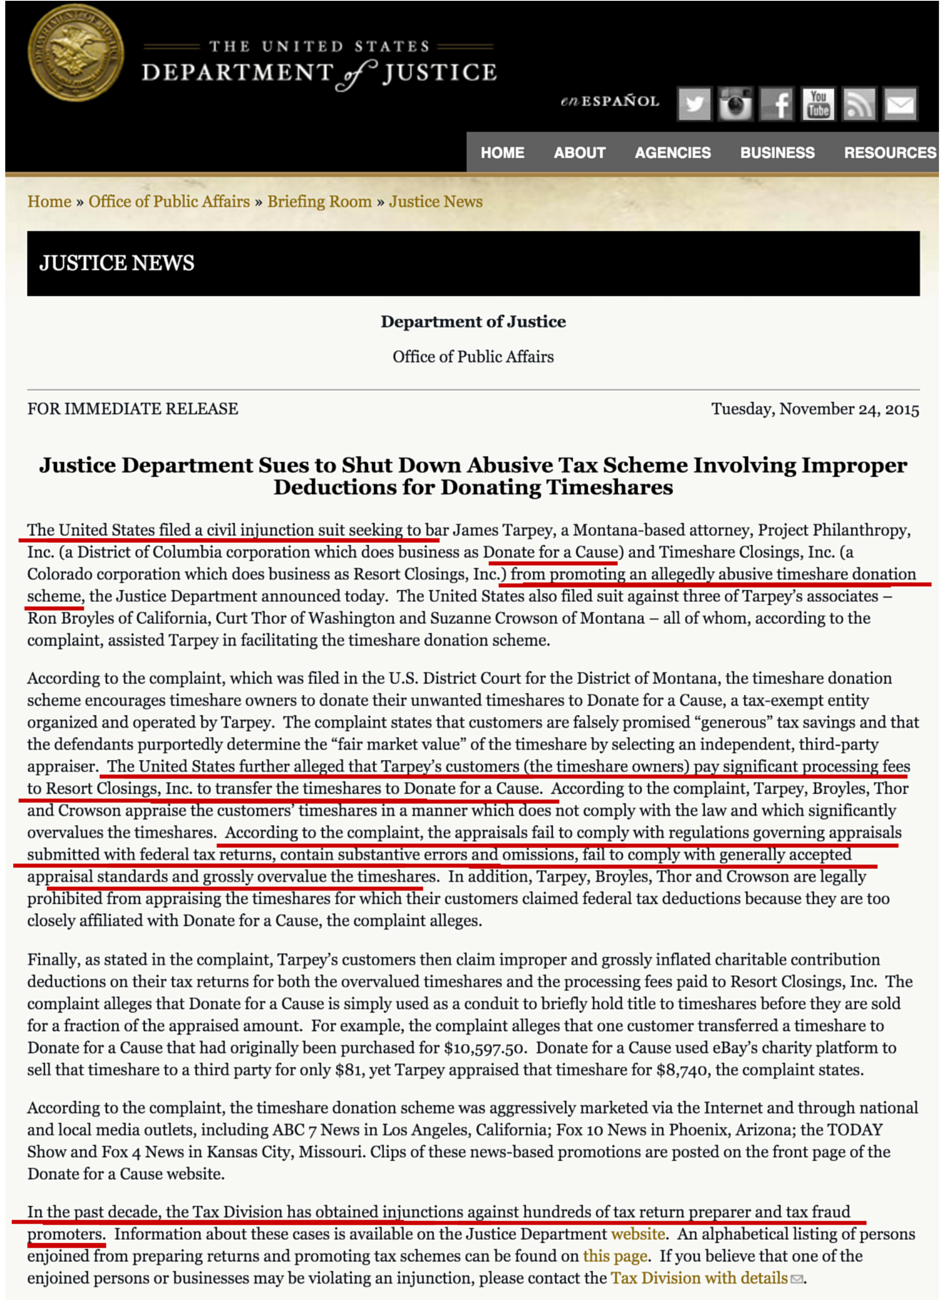 THE UNITED STATES
DEPARTMENT of JUSTICE
en ESPAÑOL
You
Tube
HOME ABOUT AGENCIES BUSINESS RESOURCES
Home » Office of Public Affairs » Briefing Room » Justice News
JUSTICE NEWS
Department of Justice
Office of Public Affairs
FOR IMMEDIATE RELEASE Tuesday, November 24, 2015
Justice Department Sues to Shut Down Abusive Tax Scheme Involving Improper
Deductions for Donating Timeshares
The United States filed a civil injunction suit seeking to bar James Tarpey, a Montana-based attorney, Project Philanthropy,
Inc. (a District of Columbia corporation which does business as Donate for a Cause) and Timeshare Closings, Inc. (a
Colorado corporation which does business as Resort Closings, Inc.) from promoting an allegedly abusive timeshare donation
scheme, the Justice Department announced today.  The United States also filed suit against three of Tarpey's associates –
Ron Broyles of California, Curt Thor of Washington and Suzanne Crowson of Montana – all of whom, according to the
complaint, assisted Tarpey in facilitating the timeshare donation scheme.
According to the complaint, which was filed in the U.S. District Court for the District of Montana, the timeshare donation
scheme encourages timeshare owners to donate their unwanted timeshares to Donate for a Cause, a tax-exempt entity
organized and operated by Tarpey.  The complaint states that customers are falsely promised "generous" tax savings and that
the defendants purportedly determine the "fair market value" of the timeshare by selecting an independent, third-party
appraiser.  The United States further alleged that Tarpey's customers (the timeshare owners) pay significant processing fees
to Resort Closings, Inc. to transfer the timeshares to Donate for a Cause.  According to the complaint, Tarpey, Broyles, Thor
and Crowson appraise the customers' timeshares in a manner which does not comply with the law and which significantly
overvalues the timeshares.  According to the complaint, the appraisals fail to comply with regulations governing appraisals
submitted with federal tax returns, contain substantive errors and omissions, fail to comply with generally accepted
appraisal standards and grossly overvalue the timeshares.  In addition, Tarpey, Broyles, Thor and Crowson are legally
prohibited from appraising the timeshares for which their customers claimed federal tax deductions because they are too
closely affiliated with Donate for a Cause, the complaint alleges.
Finally, as stated in the complaint, Tarpey's customers then claim improper and grossly inflated charitable contribution
deductions on their tax returns for both the overvalued timeshares and the processing fees paid to Resort Closings, Inc.  The
complaint alleges that Donate for a Cause is simply used as a conduit to briefly hold title to timeshares before they are sold
for a fraction of the appraised amount.  For example, the complaint alleges that one customer transferred a timeshare to
Donate for a Cause that had originally been purchased for $10,597.50.  Donate for a Cause used eBay's charity platform to
sell that timeshare to a third party for only $81, yet Tarpey appraised that timeshare for $8,740, the complaint states.
According to the complaint, the timeshare donation scheme was aggressively marketed via the Internet and through national
and local media outlets, including ABC 7 News in Los Angeles, California; Fox 10 News in Phoenix, Arizona; the TODAY
Show and Fox 4 News in Kansas City, Missouri. Clips of these news-based promotions are posted on the front page of the
Donate for a Cause website.
In the past decade, the Tax Division has obtained injunctions against hundreds of tax return preparer and tax fraud
promoters.  Information about these cases is available on the Justice Department website.  An alphabetical listing of persons
enjoined from preparing returns and promoting tax schemes can be found on this page.  If you believe that one of the
enjoined persons or businesses may be violating an injunction, please contact the Tax Division with details.